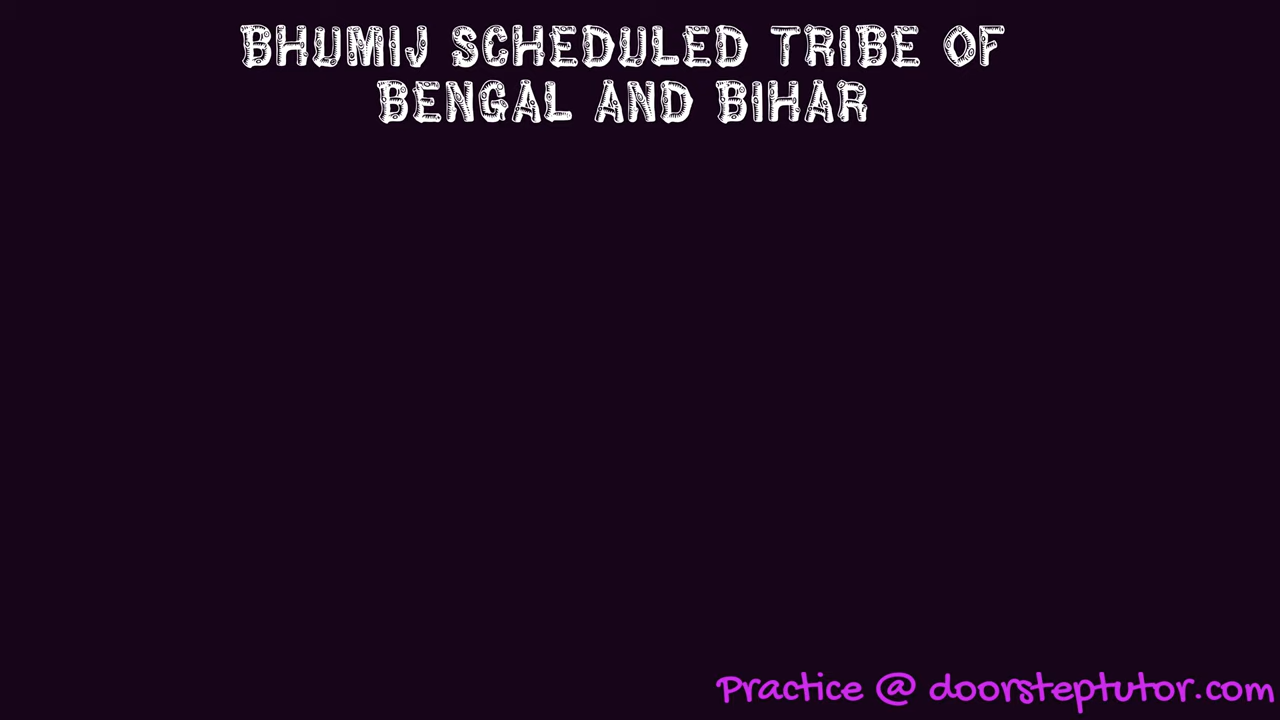 BHUMIJ SCHEDULED TRIBE OF
BENGAL AND BIHAR
Practice @ doorsteptutor.com